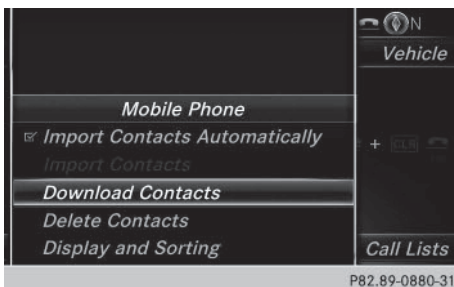 N
Vehicle
Mobile Phone
Import Contacts Automatically
Import Contacts
+ CLR
Download Contacts
Delete Contacts
Display and Sorting
Call Lists
P82.89-0880-31